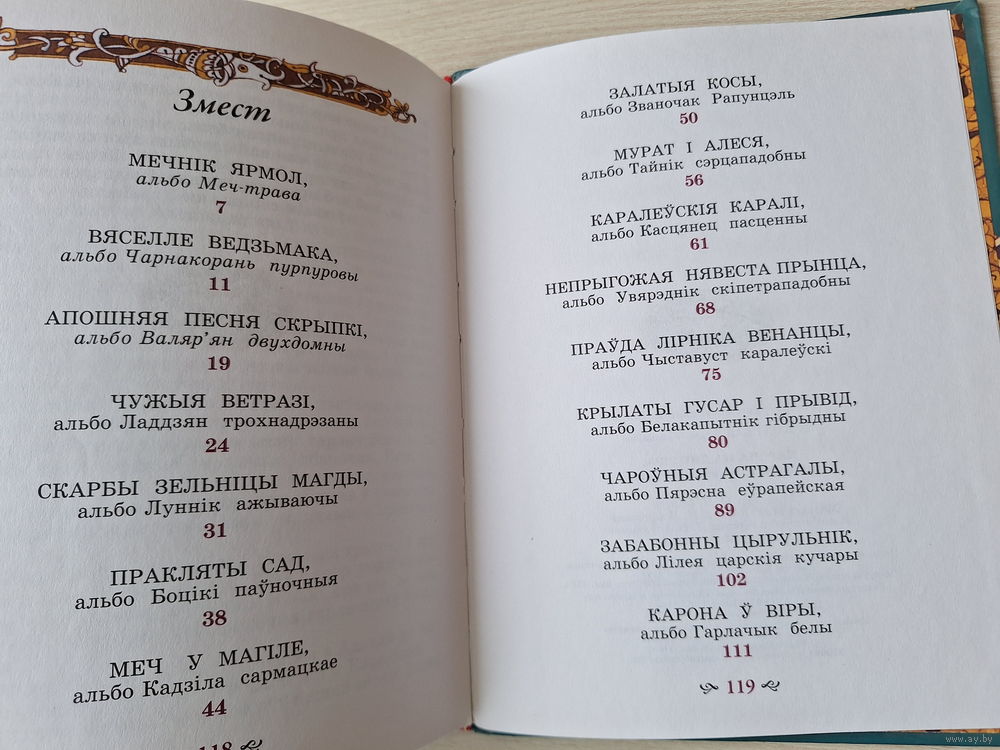 Змест
МЕЧНІК ЯРМОЛ,
альбо Меч-трава
7
ВЯСЕЛЛЕ ВЕДЗЬМАКА,
альбо Чарнакорань пурпуровы
11
АПОШНЯЯ ПЕСНЯ СКРЫПКІ,
альбо Валяр'ян двухдомны
19
ЧУЖЫЯ ВЕТРАЗІ,
альбо Ладдзян трохнадрэзаны
24
СКАРБЫ ЗЕЛЬНІЦЫ МАГДЫ,
альбо Луннік ажываючы
31
ПРАКЛЯТЫ САД,
альбо Боцікі паўночныя
38
МЕЧ У МАГІЛЕ,
альбо Кадзіла сармацкае
44
118
ЗАЛАТЫЯ КОСЫ,
альбо Званочак Рапунцэль
50
МУРАТ І АЛЕСЯ,
альбо Тайнік сэрцападобны
56
КАРАЛЕЎСКІЯ КАРАЛІ,
альбо Касцянец пасценны
61
НЕПРЫГОЖАЯ НЯВЕСТА ПРЫНЦА,
альбо Увярэднік скіпетрападобны
68
ПРАЎДА ЛІРНІКА ВЕНАНЦЫ,
альбо Чыставуст каралеўскі
75
КРЫЛАТЫ ГУСАР І ПРЫВІД,
альбо Белакапытнік гібрыдны
80
ЧАРОЎНЫЯ АСТРАГАЛЫ,
альбо Пярэсна еўрапейская
89
ЗАБАБОННЫ ЦЫРУЛЬНІК,
альбо Лілея царскія кучары
102
КАРОНА Ў ВІРЫ,
альбо Гарлачык белы
111
119
www.ay.by